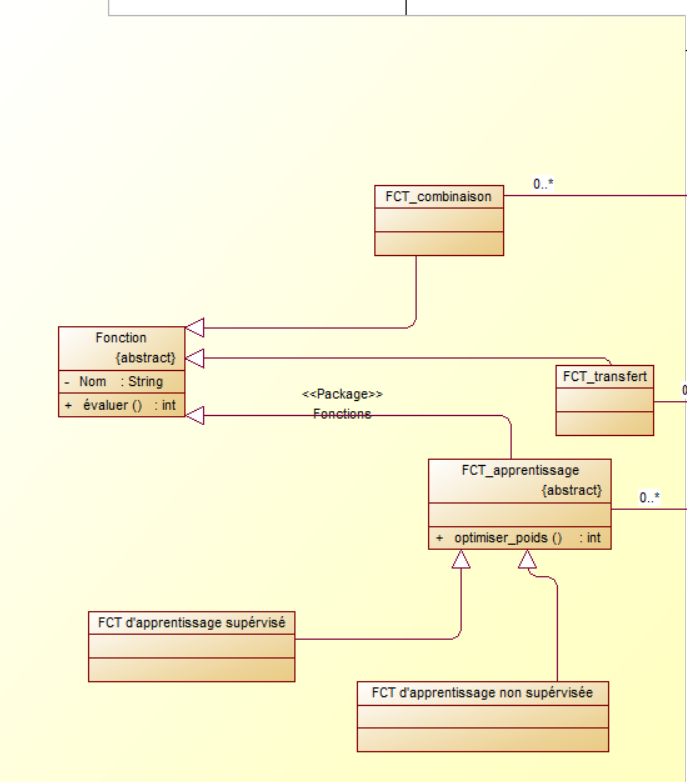 0..*
FCT_combinaison
Fonction
{abstract}
- Nom : String
+ évaluer () : int
FCT_transfert
0
<<Package>>
Fonctions
FCT_apprentissage
{abstract}
+ optimiser_poids () : int
0..*
FCT d'apprentissage supérvisé
FCT d'apprentissage non supérvisée